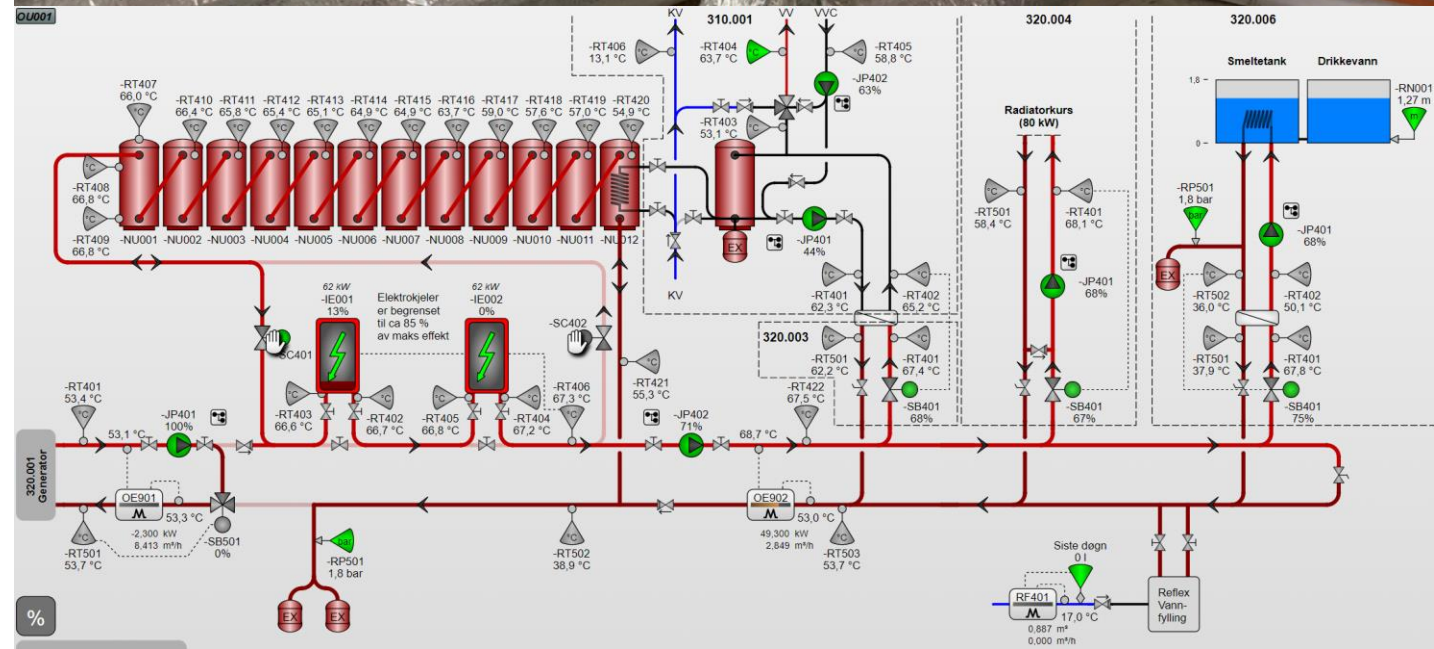 OU001
310.001
320.004
320.006
KV
VV
VVC
-RT406
13,1 °C
°C
-RT404
63,7 °C
°C
-RT405
58,8 °C
°C
-JP402
63%
-RT403
53,1 °C
°C
Smeltetank
Drikkevann
1,8
0
-RN001
1,27 m
m
Radiatorkurs
(80 kW)
-RT407
66,0 °C
°C
-RT410
66,4 °C
°C
-RT411
65,8 °C
°C
-RT412
65,4 °C
°C
-RT413
65,1 °C
°C
-RT414
64,9 °C
°C
-RT415
64,9 °C
°C
-RT416
63,7 °C
°C
-RT417
59,0 °C
°C
-RT418
57,6 °C
°C
-RT419
57,0 °C
°C
-RT420
54,9 °C
°C
°C
-RT408
66,8 °C
°C
-RT409
66,8 °C
-NU001
-NU002
-NU003
-NU004
-NU005
-NU006
-NU007
-NU008
-NU009
-NU010
-NU011
-NU012
EX
-JP401
44%
KV
°C
-RT401
62,3 °C
°C
-RT402
65,2 °C
°C
-RT501
58,4 °C
°C
-RT401
68,1 °C
-JP401
68%
-RP501
1,8 bar
bar
EX
-JP401
68%
°C
-RT502
36,0 °C
°C
-RT402
50,1 °C
°C
-RT501
37,9 °C
°C
-RT401
67,8 °C
-SB401
75%
320.003
°C
-RT501
62,2 °C
°C
-RT401
67,4 °C
-SB401
68%
-SB401
67%
62 kW
-IE001
13%
Elektrokjeler
er begrenset
til ca 85 %
av maks effekt
62 kW
-IE002
0%
-SC401
-SC402
°C
-RT403
66,6 °C
°C
-RT402
66,7 °C
°C
-RT405
66,8 °C
°C
-RT404
67,2 °C
-RT406
67,3 °C
°C
°C
-RT421
55,3 °C
-RT422
67,5 °C
°C
-RT401
53,4 °C
°C
53,1 °C
-JP401
100%
-JP402
71%
68,7 °C
320.001
Generator
OE901
53,3 °C
-2,300 kW
8,413 m³/h
-SB501
0%
°C
-RT501
53,7 °C
bar
-RP501
1,8 bar
EX
EX
°C
-RT502
38,9 °C
OE902
53,0 °C
49,300 kW
2,849 m³/h
°C
-RT503
53,7 °C
Siste døgn
0 l
RF401
17,0 °C
0,887 m³
0,000 m³/h
Reflex
Vann-
fylling
%